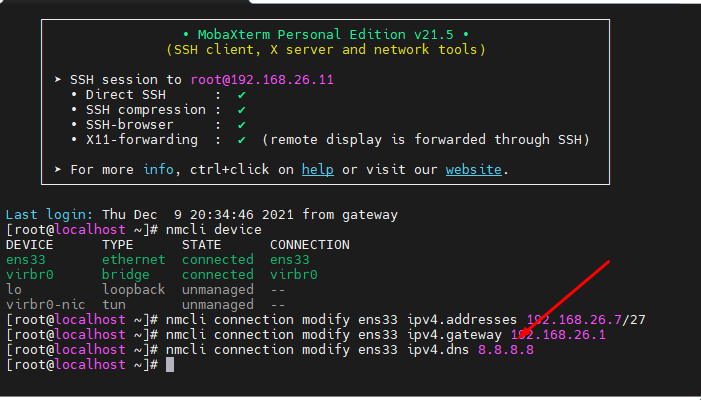 • MobaXterm Personal Edition v21.5 •
(SSH client, X server and network tools)
➤ SSH session to root@192.168.26.11
• Direct SSH : ✔
• SSH compression : ✔
• SSH-browser : ✔
• X11-forwarding : ✔ (remote display is forwarded through SSH)
➤ For more info, ctrl+click on help or visit our website.
Last login: Thu Dec 9 20:34:46 2021 from gateway
[root@localhost ~]# nmcli device
DEVICE TYPE STATE CONNECTION
ens33 ethernet connected ens33
virbr0 bridge connected virbr0
lo loopback unmanaged --
virbr0-nic tun unmanaged --
[root@localhost ~]# nmcli connection modify ens33 ipv4.addresses 192.168.26.7/27
[root@localhost ~]# nmcli connection modify ens33 ipv4.gateway 192.168.26.1
[root@localhost ~]# nmcli connection modify ens33 ipv4.dns 8.8.8.8
[root@localhost ~]#